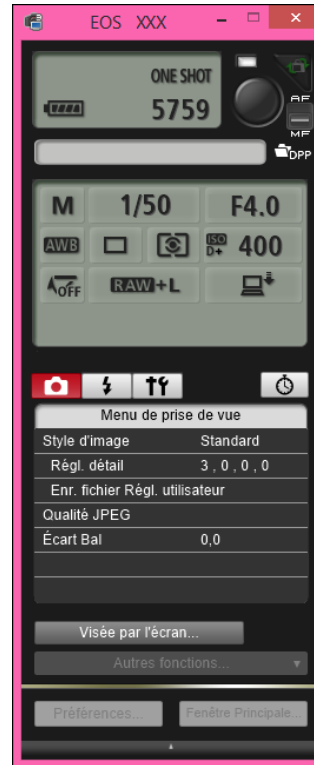 EOS XXX
ONE SHOT
5759
AF
MF
DPP
M 1/50 F4.0
AWB ISO D+ 400
OFF RAW+L
Menu de prise de vue
Style d'image Standard
Régl. détail 3 , 0 , 0 , 0
Enr. fichier Régl. utilisateur
Qualité JPEG
Écart Bal 0,0
Visée par l'écran...
Autres fonctions...
Préférences... Fenêtre Principale...